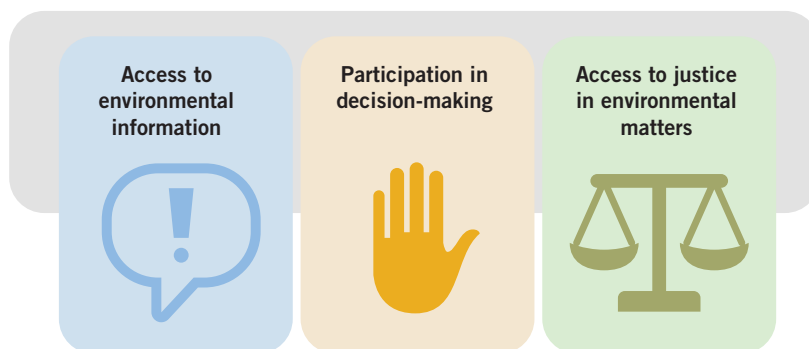 Access to
environmental
information
Participation in
decision-making
Access to justice
in environmental
matters